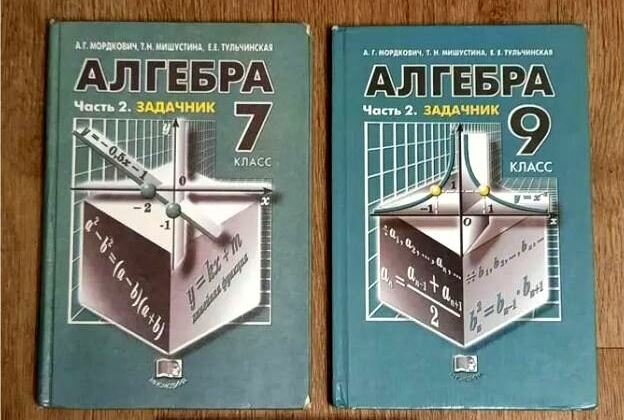 А.Г. МОРДКОВИЧ, Т.Н. МИШУСТИНА, Е.Е. ТУЛЬЧИНСКАЯ
АЛГЕБРА
Часть 2. ЗАДАЧНИК
7
КЛАСС
y = -0,5x - 1
y
0
x
-2
-1
a² - b² = (a - b)(a + b)
y = kx + m
линейная функция
А. Г. МОРДКОВИЧ, Т. Н. МИШУСТИНА, Е. Е. ТУЛЬЧИНСКАЯ
АЛГЕБРА
Часть 2. ЗАДАЧНИК
9
КЛАСС
1
-1
0
1
x
÷a₁, a₂, ..., aₙ, ...
aₙ = (aₙ₋₁ + aₙ₊₁) / 2
b₁, b₂, ..., bₙ, ...
bₙ² = bₙ₋₁ · bₙ₊₁